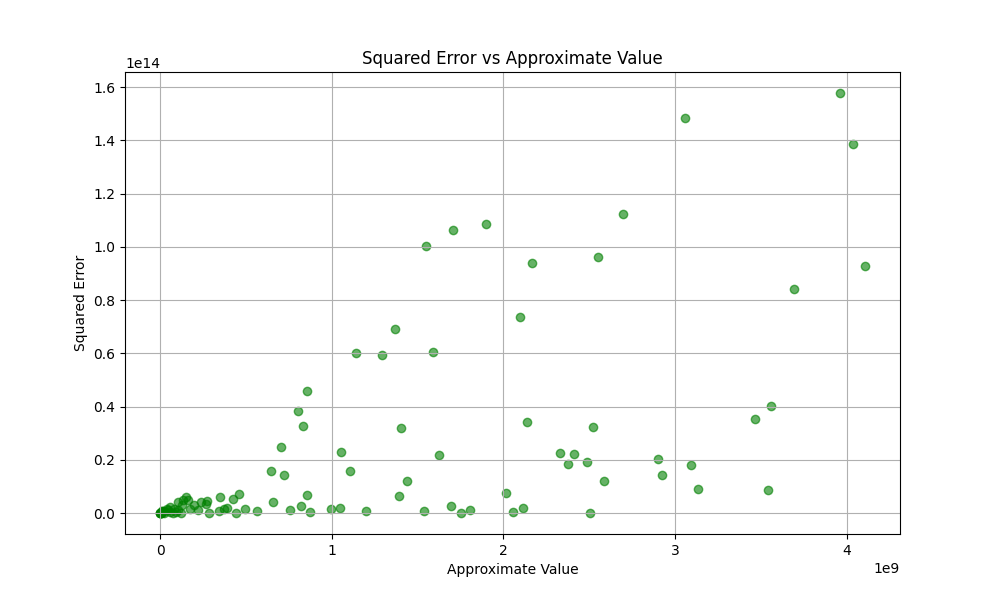 Squared Error vs Approximate Value
1e14
1.6
1.4
1.2
1.0
0.8
0.6
0.4
0.2
0.0
Squared Error
0 1 2 3 4
1e9
Approximate Value